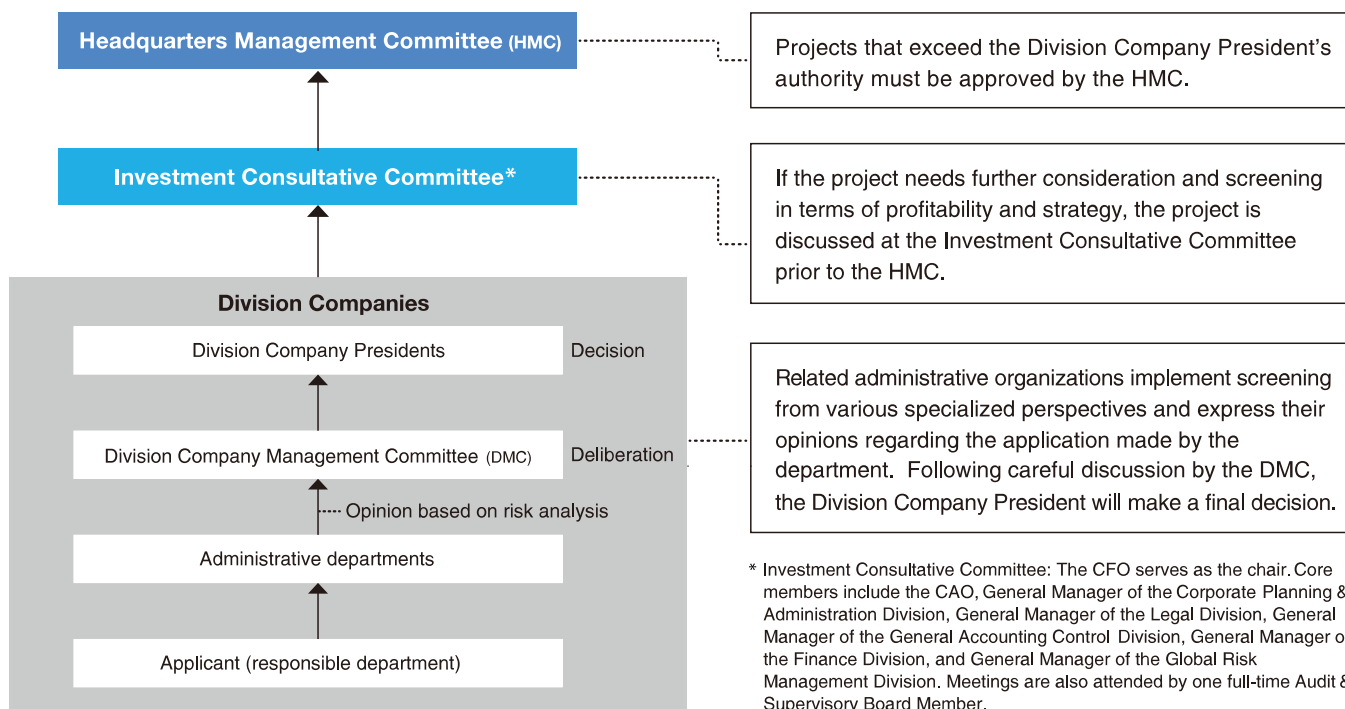 Headquarters Management Committee (HMC)
Projects that exceed the Division Company President's
authority must be approved by the HMC.
Investment Consultative Committee*
If the project needs further consideration and screening
in terms of profitability and strategy, the project is
discussed at the Investment Consultative Committee
prior to the HMC.
Division Companies
Division Company Presidents
Decision
Division Company Management Committee (DMC)
Deliberation
Opinion based on risk analysis
Administrative departments
Applicant (responsible department)
Related administrative organizations implement screening
from various specialized perspectives and express their
opinions regarding the application made by the
department. Following careful discussion by the DMC,
the Division Company President will make a final decision.
* Investment Consultative Committee: The CFO serves as the chair. Core
members include the CAO, General Manager of the Corporate Planning &
Administration Division, General Manager of the Legal Division, General
Manager of the General Accounting Control Division, General Manager o
the Finance Division, and General Manager of the Global Risk
Management Division. Meetings are also attended by one full-time Audit &
Supervisory Board Member.